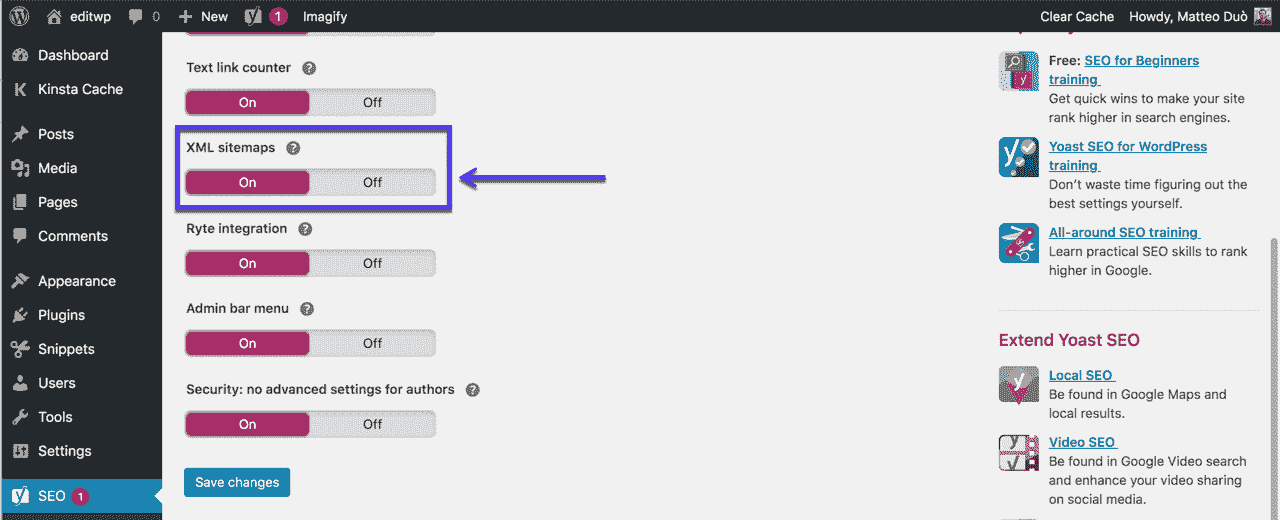 editwp
0
New
1
Imagify
Clear Cache
Howdy, Matteo Duò
Dashboard
Kinsta Cache
Posts
Media
Pages
Comments
Appearance
Plugins
Snippets
Users
Tools
Settings
SEO 1
Text link counter
On Off
XML sitemaps
On Off
Ryte integration
On Off
Admin bar menu
On Off
Security: no advanced settings for authors
On Off
Save changes
Free: SEO for Beginners
training
Get quick wins to make your site
rank higher in search engines.
Yoast SEO for WordPress
training
Don't waste time figuring out the
best settings yourself.
All-around SEO training
Learn practical SEO skills to rank
higher in Google.
Extend Yoast SEO
Local SEO
Be found in Google Maps and
local results.
Video SEO
Be found in Google Video search
and enhance your video sharing
on social media.